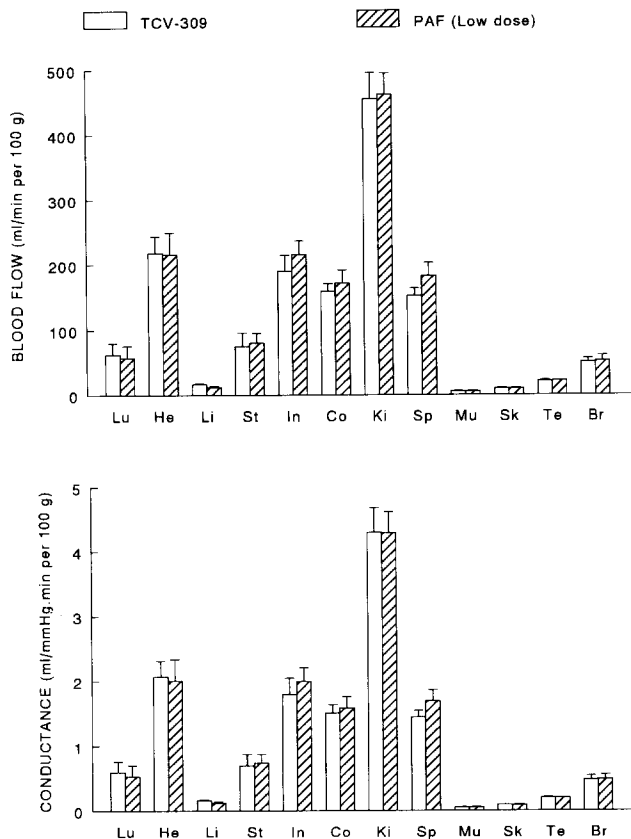 TCV-309 PAF (Low dose)
BLOOD FLOW (ml/min per 100 g)
500
400
300
200
100
0
Lu He Li St In Co Ki Sp Mu Sk Te Br
CONDUCTANCE (ml/mmHg.min per 100 g)
5
4
3
2
1
0
Lu He Li St In Co Ki Sp Mu Sk Te Br